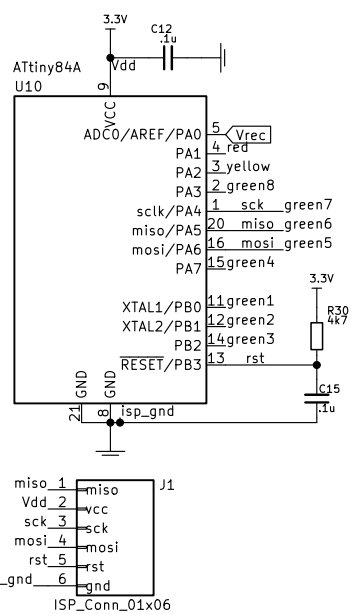 3.3V
C12
.1u
Vdd
ATtiny84A
U10
9
VCC
ADC0/AREF/PA0 5 Vrec
PA1 4 red
PA2 3 yellow
PA3 2 green8
sclk/PA4 1 sck green7
miso/PA5 20 miso green6
mosi/PA6 16 mosi green5
PA7 15 green4
3.3V
XTAL1/PB0 11 green1
XTAL2/PB1 12 green2
PB2 14 green3
R30
4k7
RESET/PB3 13 rst
GND
GND
21
8
isp_gnd
C15
.1u
J1
miso 1 miso
Vdd 2 vcc
sck 3 sck
mosi 4 mosi
rst 5 rst
_gnd 6 gnd
ISP_Conn_01x06